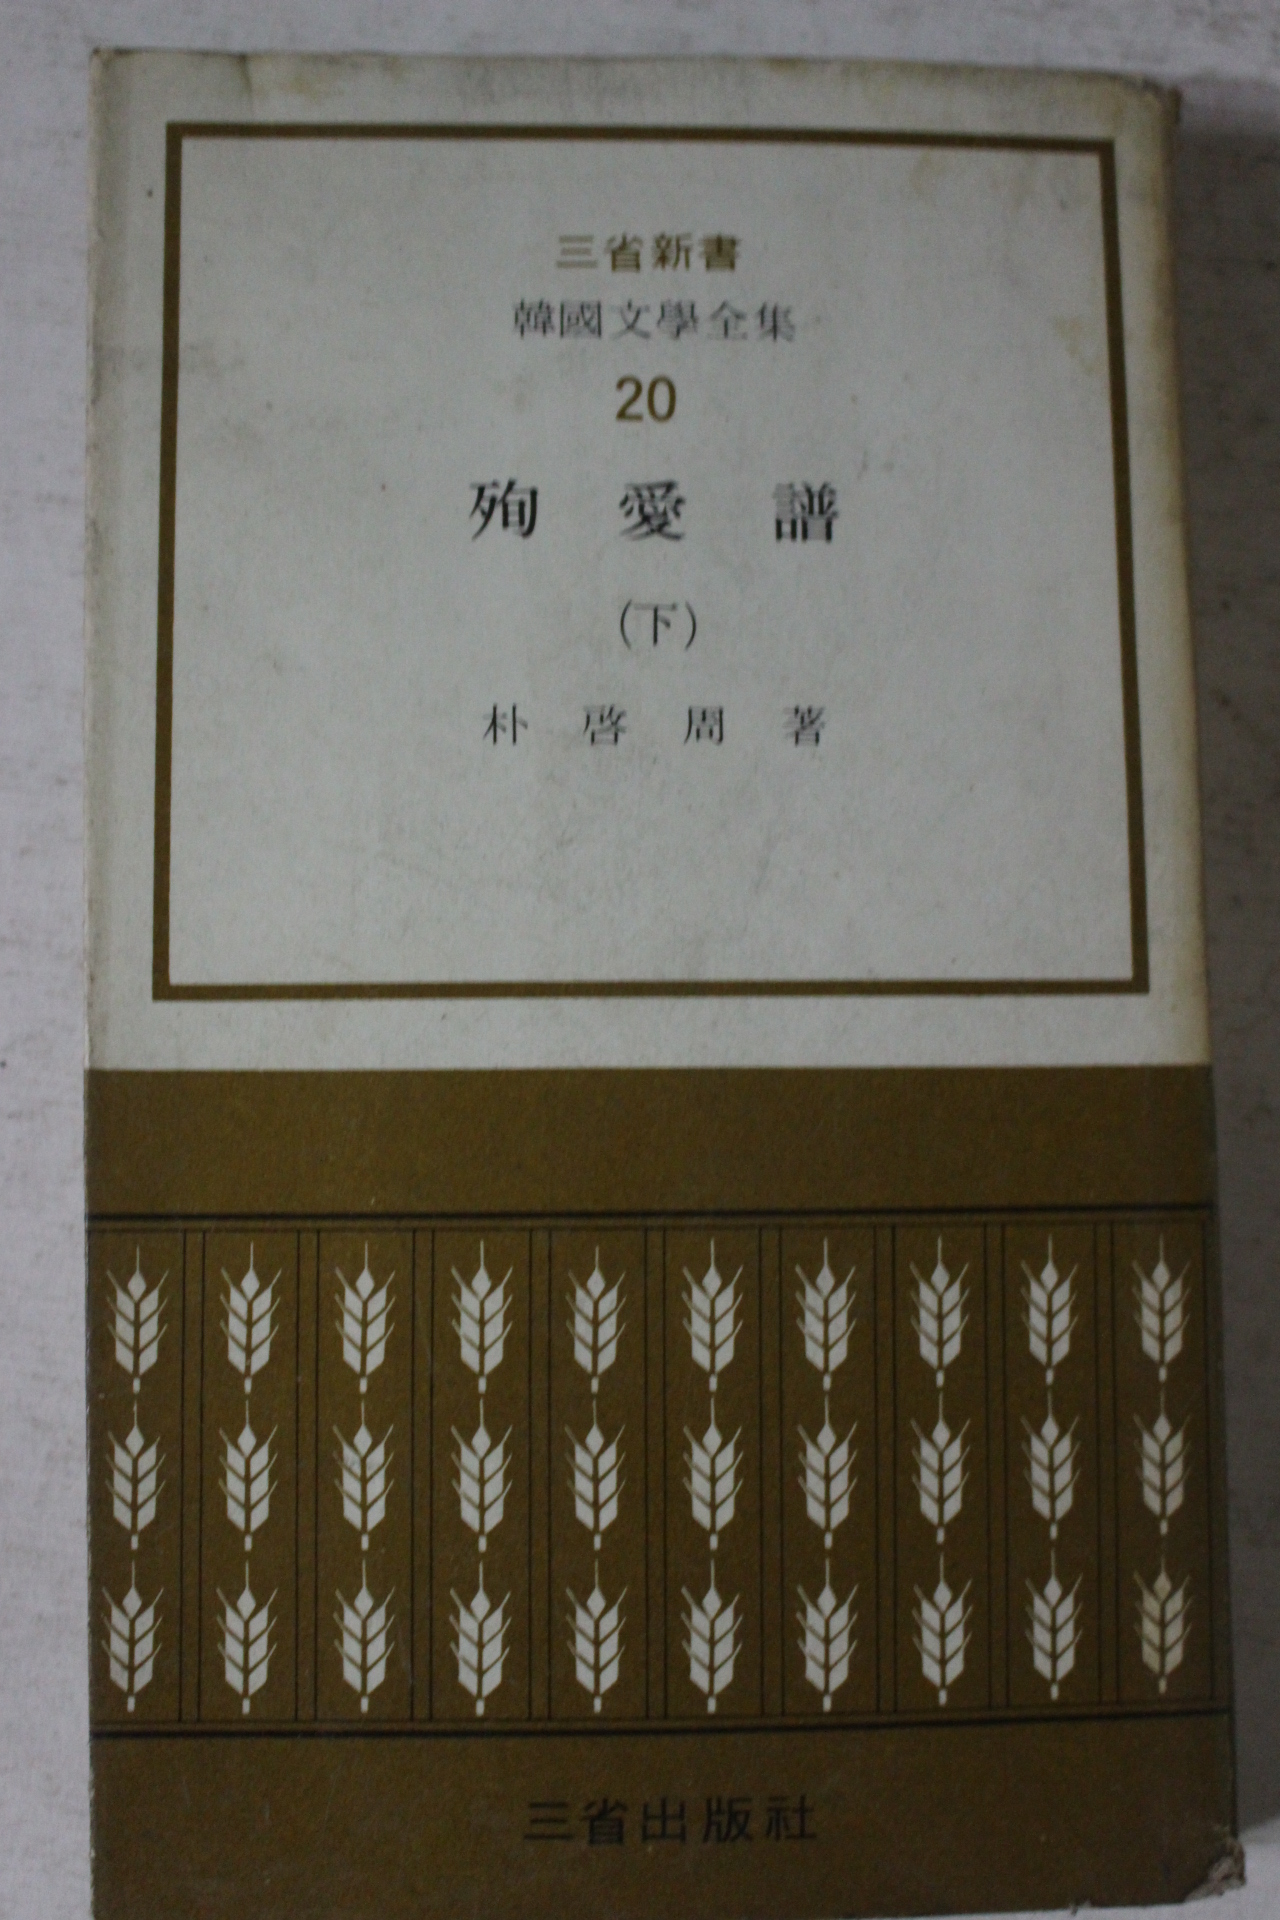 三省新書
韓國文學全集
20
殉愛譜
(下)
朴啓周著
三省出版社